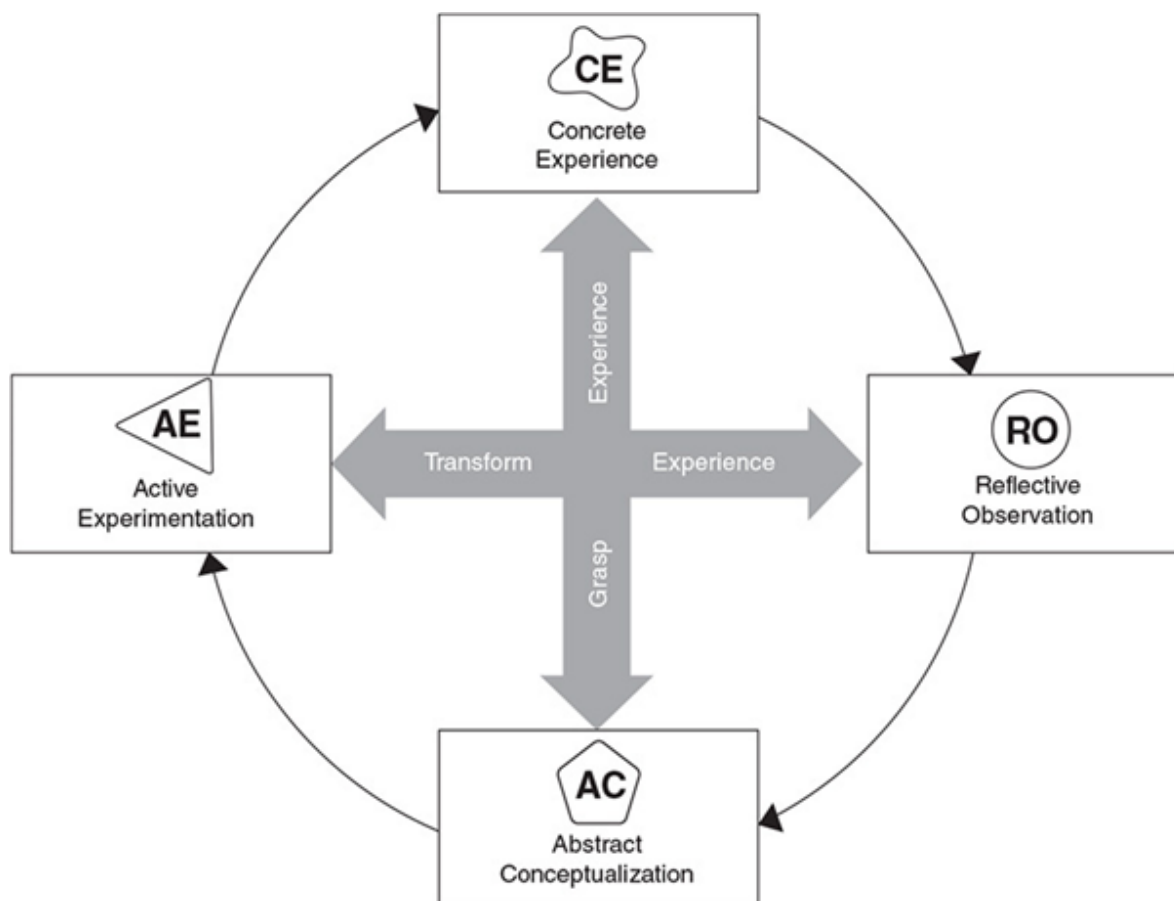 CE
Concrete
Experience
Experience
AE
Active
Experimentation
Transform
Experience
RO
Reflective
Observation
Grasp
AC
Abstract
Conceptualization